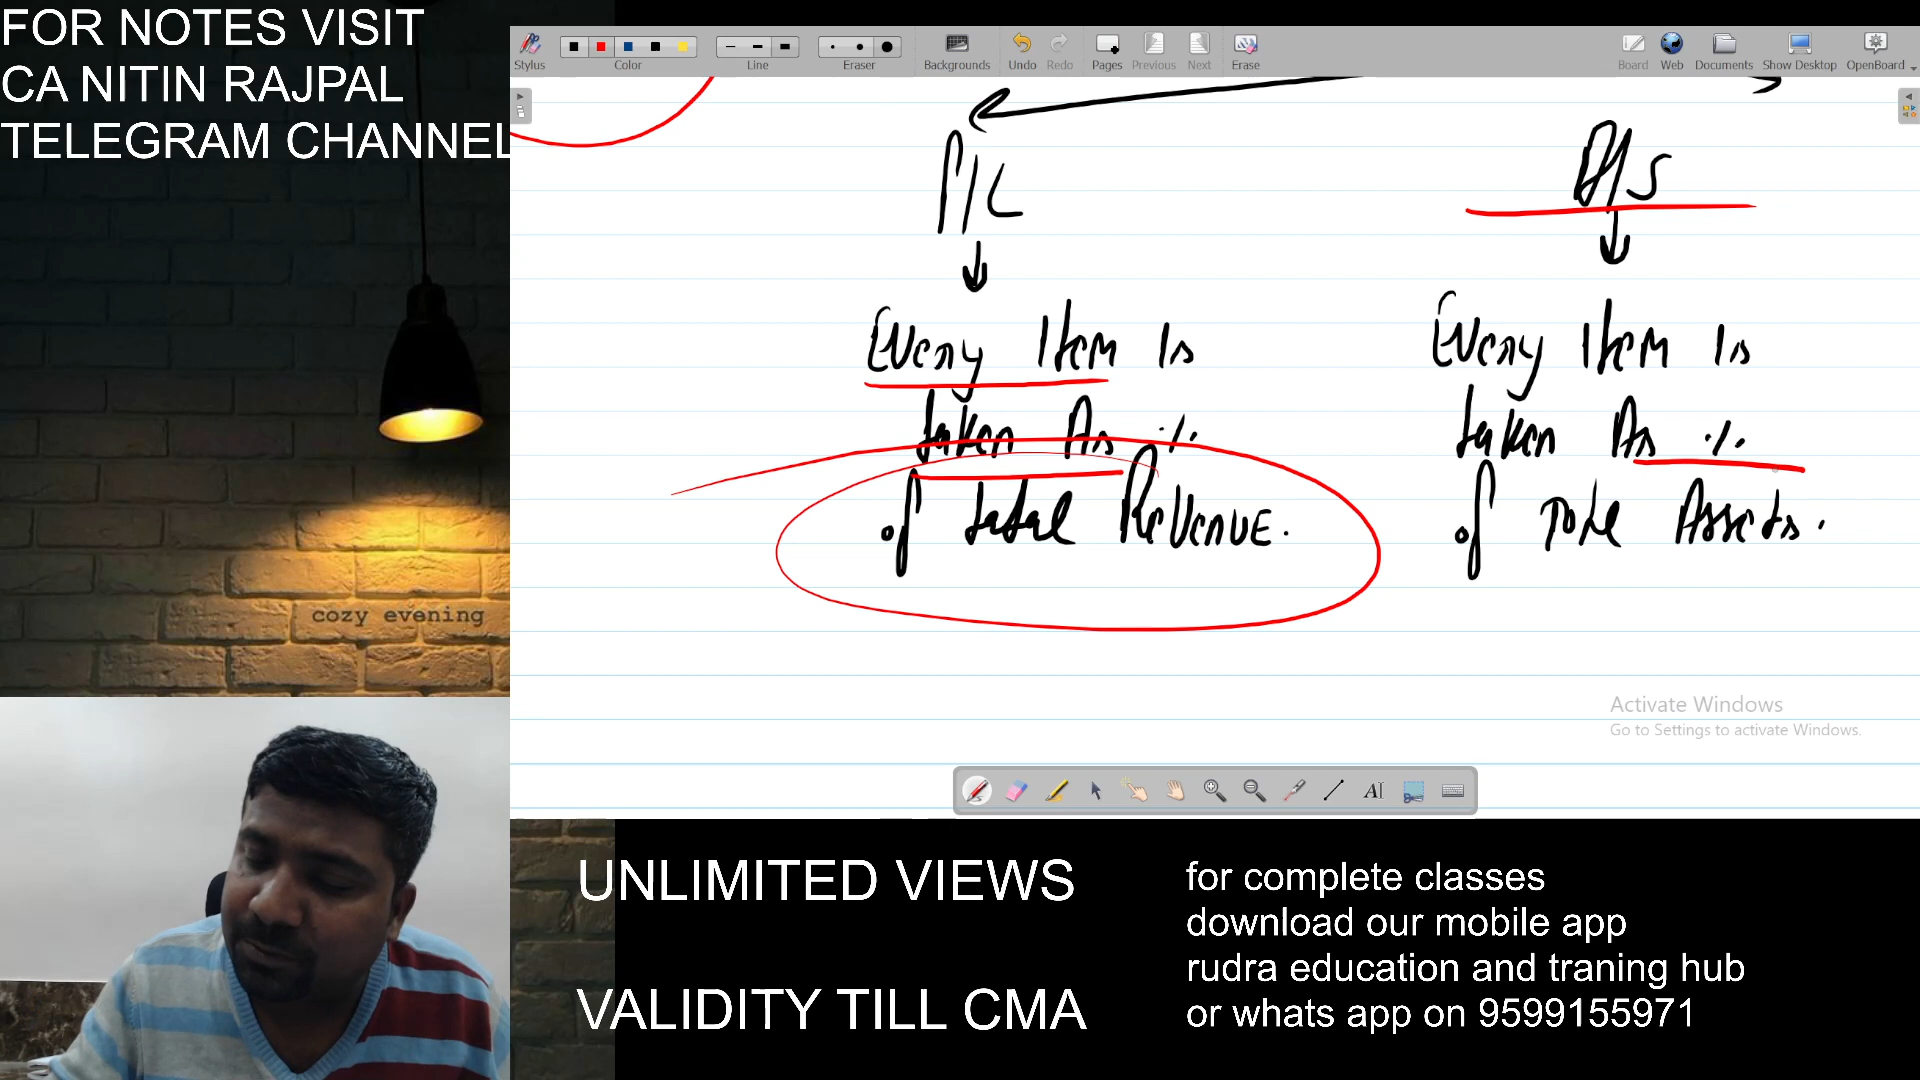 FOR NOTES VISIT
CA NITIN RAJPAL
TELEGRAM CHANNEL
cozy evening
Stylus
Color
Line
Eraser
Backgrounds
Undo
Redo
Pages
Previous
Next
Erase
Board
Web
Documents
Show Desktop
OpenBoard
P/L
B/S
Every Item Is
taken As %
of total Revenue.
Every Item Is
taken As %
of Total Assets.
Activate Windows
Go to Settings to activate Windows.
AI
UNLIMITED VIEWS
VALIDITY TILL CMA
for complete classes
download our mobile app
rudra education and traning hub
or whats app on 9599155971